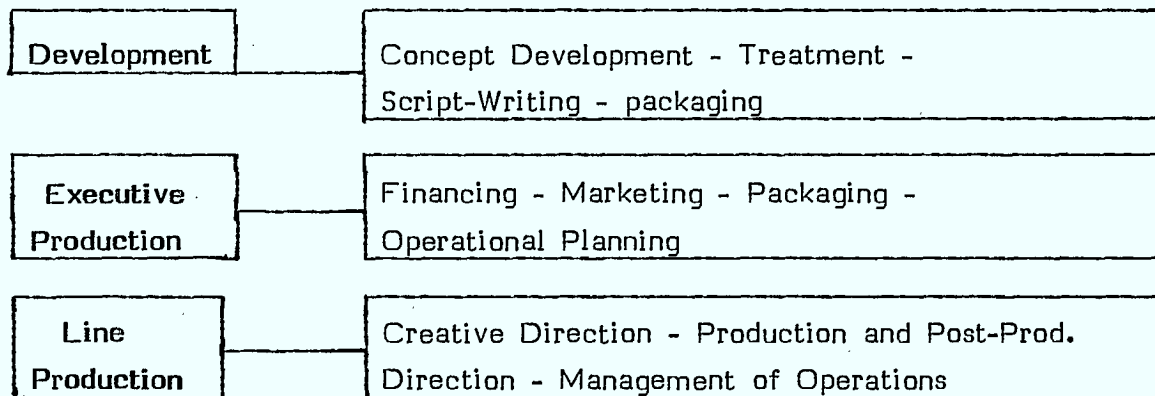 Development
Concept Development - Treatment -
Script-Writing - packaging
Executive
Production
Financing - Marketing - Packaging -
Operational Planning
Line
Production
Creative Direction - Production and Post-Prod.
Direction - Management of Operations